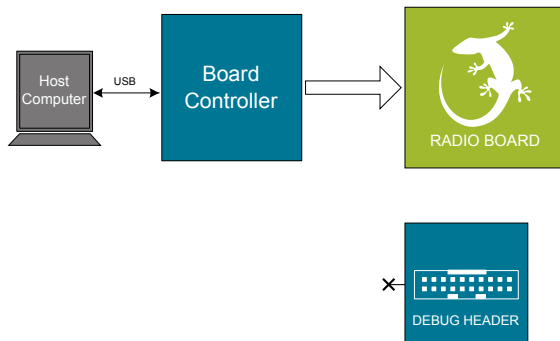 Host
Computer
USB
Board
Controller
RADIO BOARD
DEBUG HEADER